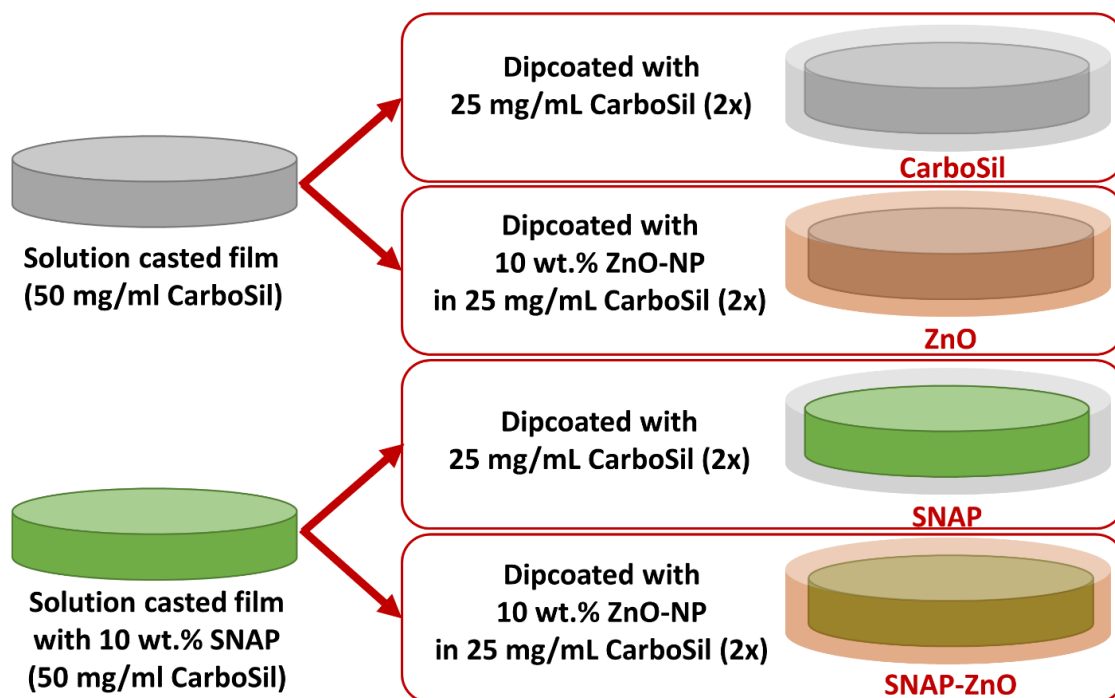 Dipcoated with
25 mg/mL CarboSil (2x)
CarboSil
Solution casted film
(50 mg/ml CarboSil)
Dipcoated with
10 wt.% ZnO-NP
in 25 mg/mL CarboSil (2x)
ZnO
Dipcoated with
25 mg/mL CarboSil (2x)
SNAP
Solution casted film
with 10 wt.% SNAP
(50 mg/ml CarboSil)
Dipcoated with
10 wt.% ZnO-NP
in 25 mg/mL CarboSil (2x)
SNAP-ZnO